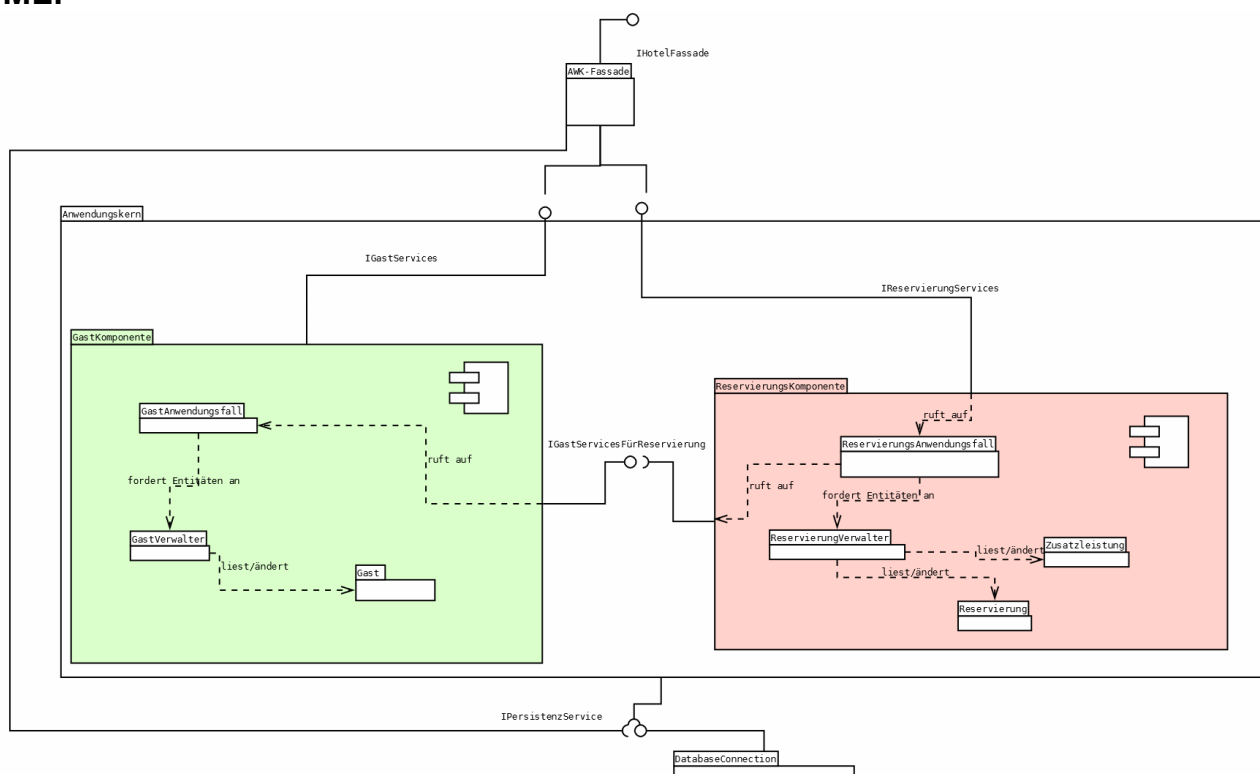 IHotelFassade
AWK-Fassade
Anwendungskern
IGastServices
IReservierungServices
GastKomponente
ReservierungsKomponente
GastAnwendungsfall
ruft auf
IGastServicesFürReservierung
ReservierungsAnwendungsfall
ruft auf
ruft auf
fordert Entitäten an
fordert Entitäten an
GastVerwalter
ReservierungVerwalter
Zusatzleistung
liest/ändert
liest/ändert
Gast
liest/ändert
Reservierung
IPersistenzService
DatabaseConnection